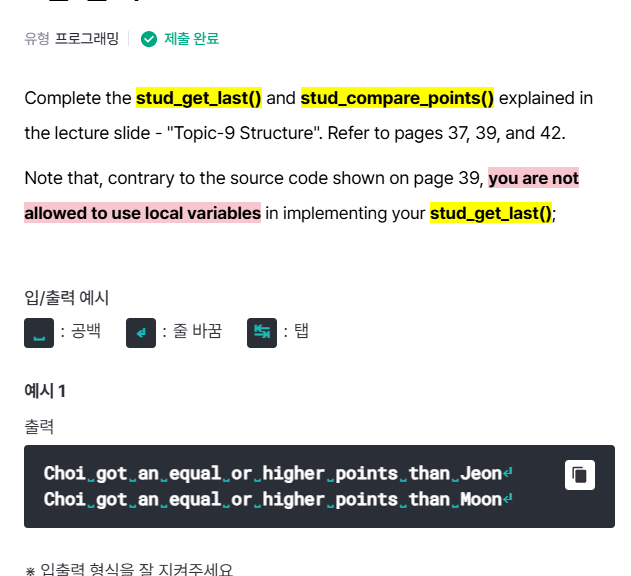 유형 프로그래밍 제출 완료
Complete the stud_get_last() and stud_compare_points() explained in
the lecture slide - "Topic-9 Structure". Refer to pages 37, 39, and 42.
Note that, contrary to the source code shown on page 39, you are not
allowed to use local variables in implementing your stud_get_last();
입/출력 예시
␣ : 공백 ↵ : 줄 바꿈 ↹ : 탭
예시 1
출력
Choi␣got␣an␣equal␣or␣higher␣points␣than␣Jeon↵
Choi␣got␣an␣equal␣or␣higher␣points␣than␣Moon↵
※ 입출력 형식을 잘 지켜주세요